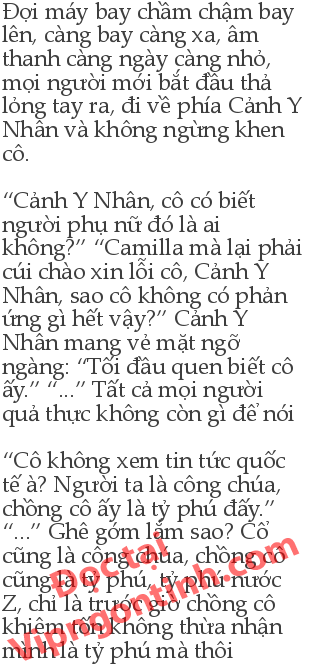 Đợi máy bay chầm chậm bay
lên, càng bay càng xa, âm
thanh càng ngày càng nhỏ,
mọi người mới bắt đầu thả
lỏng tay ra, đi về phía Cảnh Y
Nhân và không ngừng khen
cô.

“Cảnh Y Nhân, cô có biết
người phụ nữ đó là ai
không?” “Camilla mà lại phải
cúi chào xin lỗi cô, Cảnh Y
Nhân, sao cô không có phản
ứng gì hết vậy?” Cảnh Y
Nhân mang vẻ mặt ngỡ
ngàng: “Tôi đâu quen biết cô
ấy.” “...” Tất cả mọi người
quả thực không còn gì để nói

“Cô không xem tin tức quốc
tế à? Người ta là công chúa,
chồng cô ấy là tỷ phú đấy.”
“...” Ghê gớm lắm sao? Cổ
cũng là công chúa, chồng cô
cũng là tỷ phú, tỷ phú nước
Z, chỉ là trước giờ chồng cô
khiêm tốn không thừa nhận
mình là tỷ phú mà thôi
Doctai
Viprigontinh.com